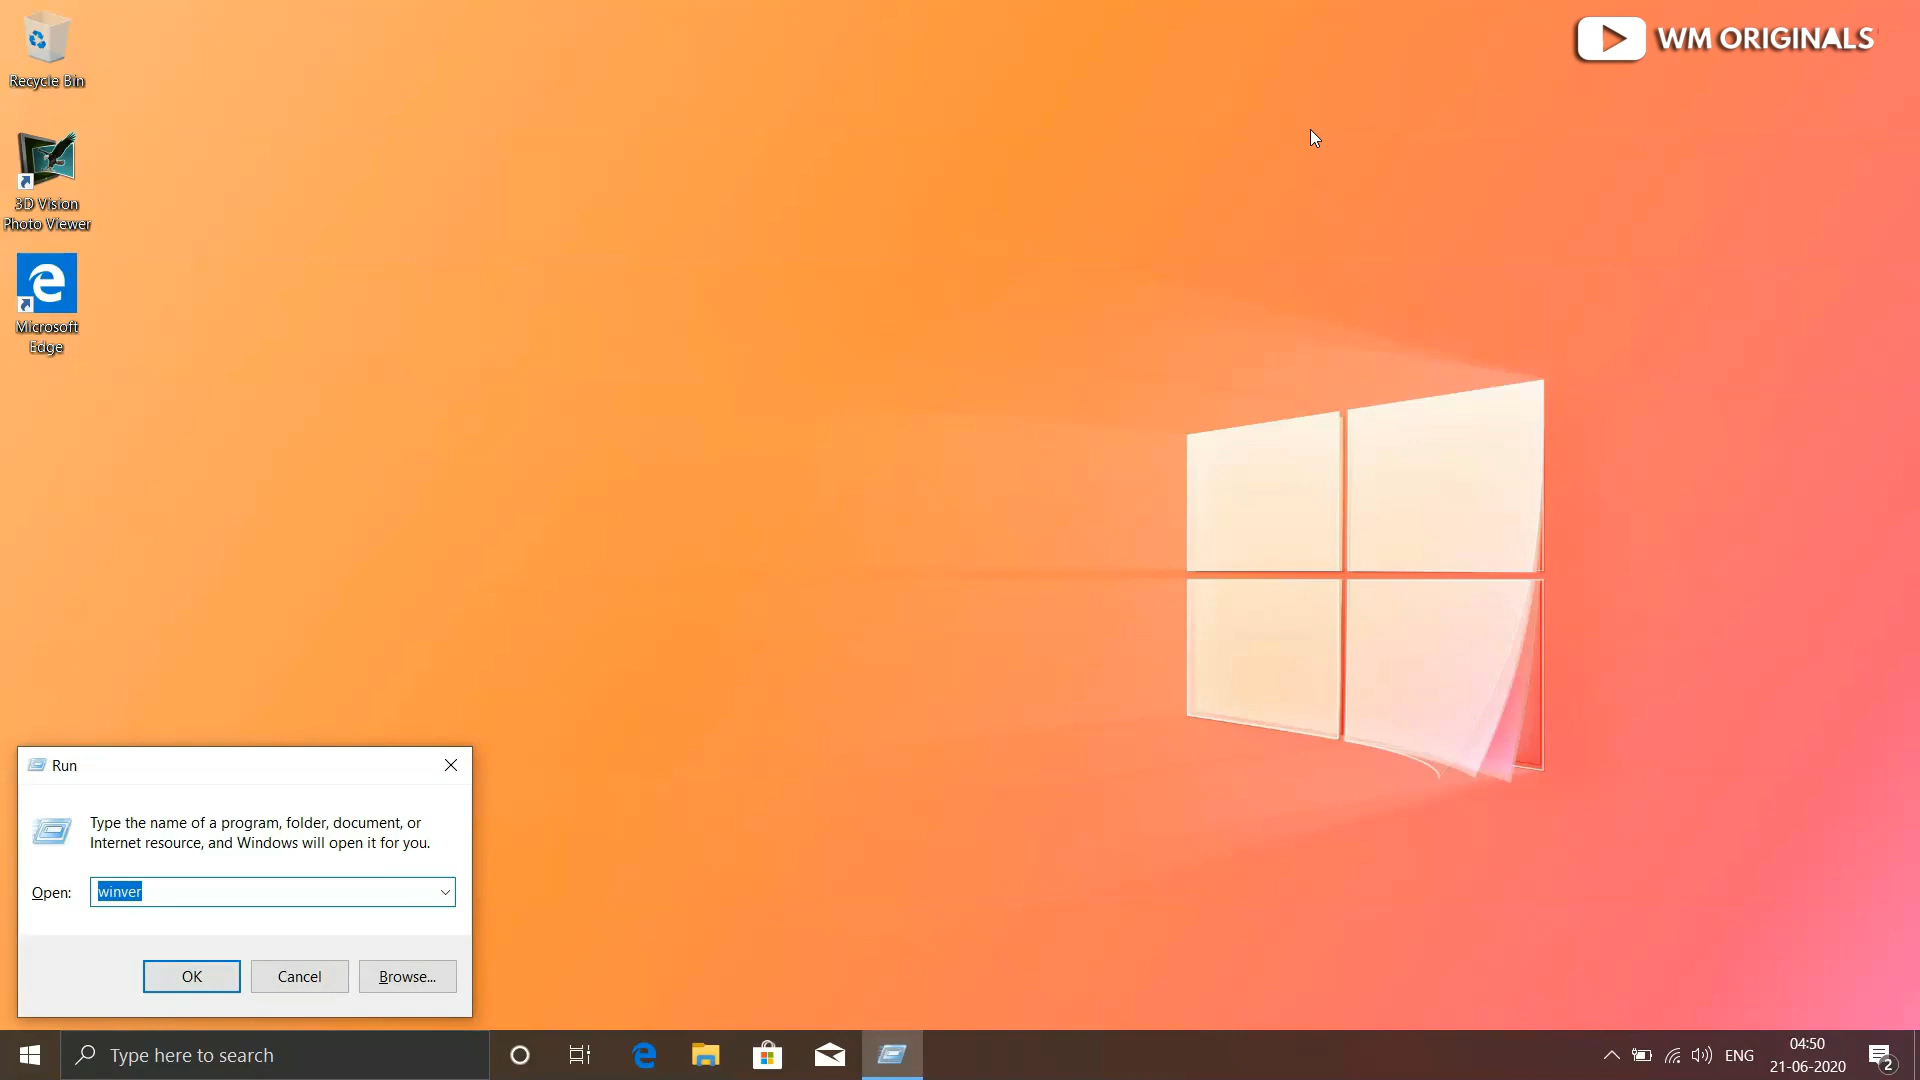 Recycle Bin
3D Vision
Photo Viewer
Microsoft
Edge
WM ORIGINALS
Run
Type the name of a program, folder, document, or
Internet resource, and Windows will open it for you.
Open:
winver
OK
Cancel
Browse...
Type here to search
ENG
04:50
21-06-2020
2